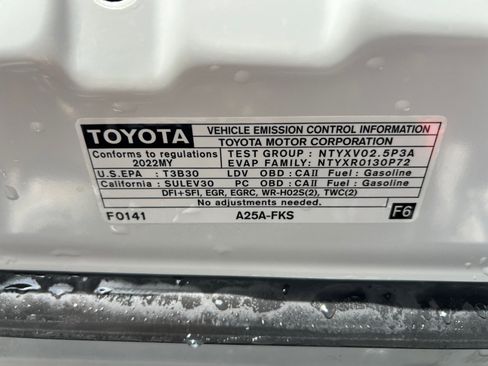 TOYOTA
VEHICLE EMISSION CONTROL INFORMATION
TOYOTA MOTOR CORPORATION
Conforms to regulations
2022MY
TEST GROUP : NTYXV02.5P3A
EVAP FAMILY: NTYXR0130P72
U.S.EPA : T3B30 LDV OBD : CAII Fuel : Gasoline
California : SULEV30 PC OBD : CAII Fuel : Gasoline
DFI+SFI, EGR, EGRC, WR-HO2S(2), TWC(2)
No adjustments needed.
F0141 A25A-FKS F6